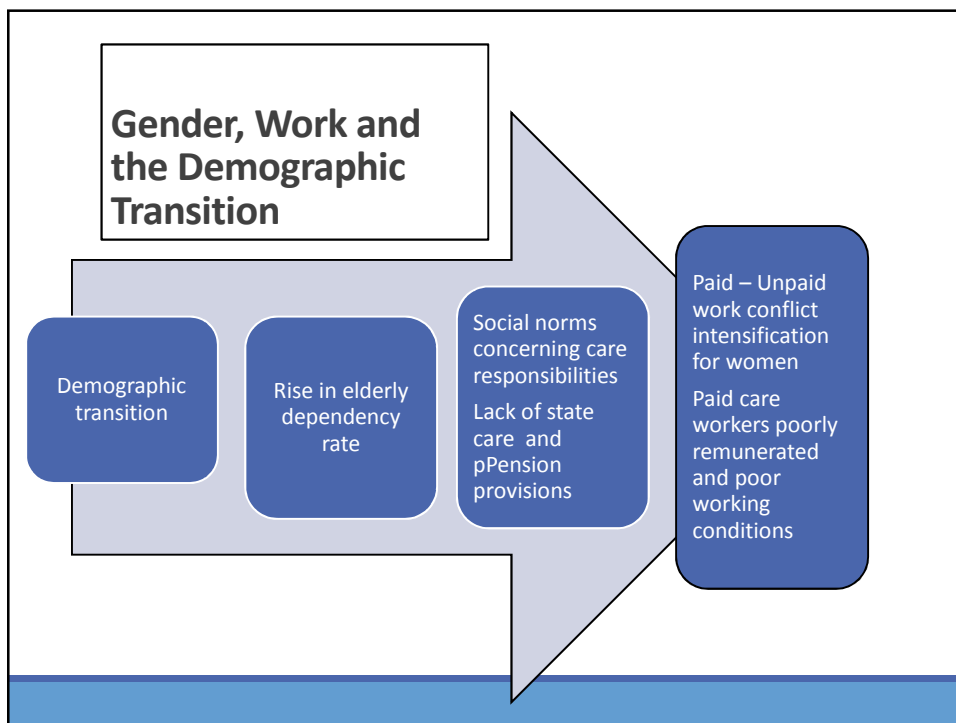 Gender, Work and
the Demographic
Transition
Demographic
transition
Rise in elderly
dependency
rate
Social norms
concerning care
responsibilities
Lack of state
care and
pPension
provisions
Paid – Unpaid
work conflict
intensification
for women
Paid care
workers poorly
remunerated
and poor
working
conditions